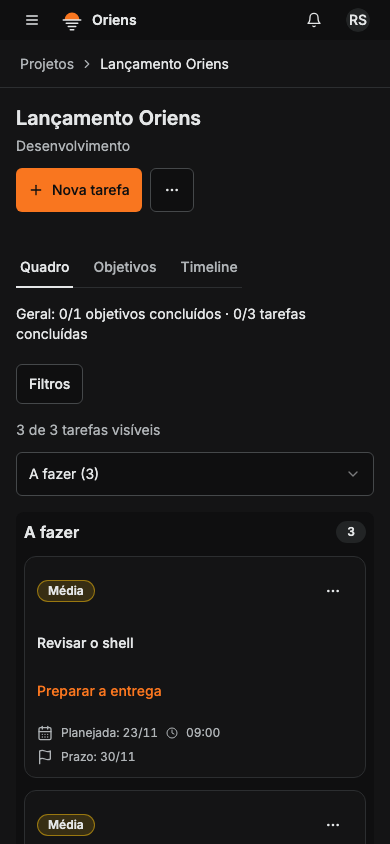 Oriens
RS
Projetos > Lançamento Oriens
Lançamento Oriens
Desenvolvimento
+ Nova tarefa ...
Quadro Objetivos Timeline
Geral: 0/1 objetivos concluídos · 0/3 tarefas
concluídas
Filtros
3 de 3 tarefas visíveis
A fazer (3)
A fazer 3
Média ...
Revisar o shell
Preparar a entrega
Planejada: 23/11 09:00
Prazo: 30/11
Média ...